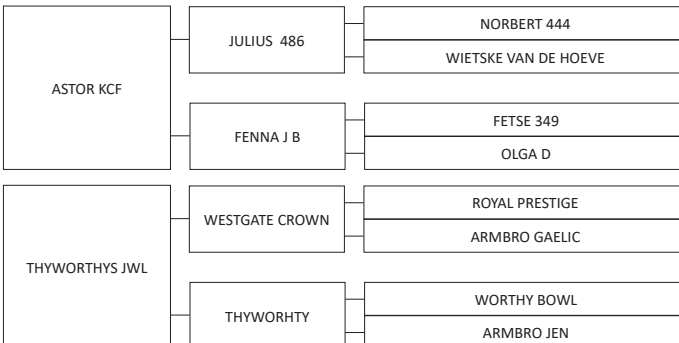 NORBERT 444
JULIUS 486
WIETSKE VAN DE HOEVE
ASTOR KCF
FETSE 349
FENNA J B
OLGA D
ROYAL PRESTIGE
WESTGATE CROWN
ARMBRO GAELIC
THYWORTHYS JWL
WORTHY BOWL
THYWORHTY
ARMBRO JEN